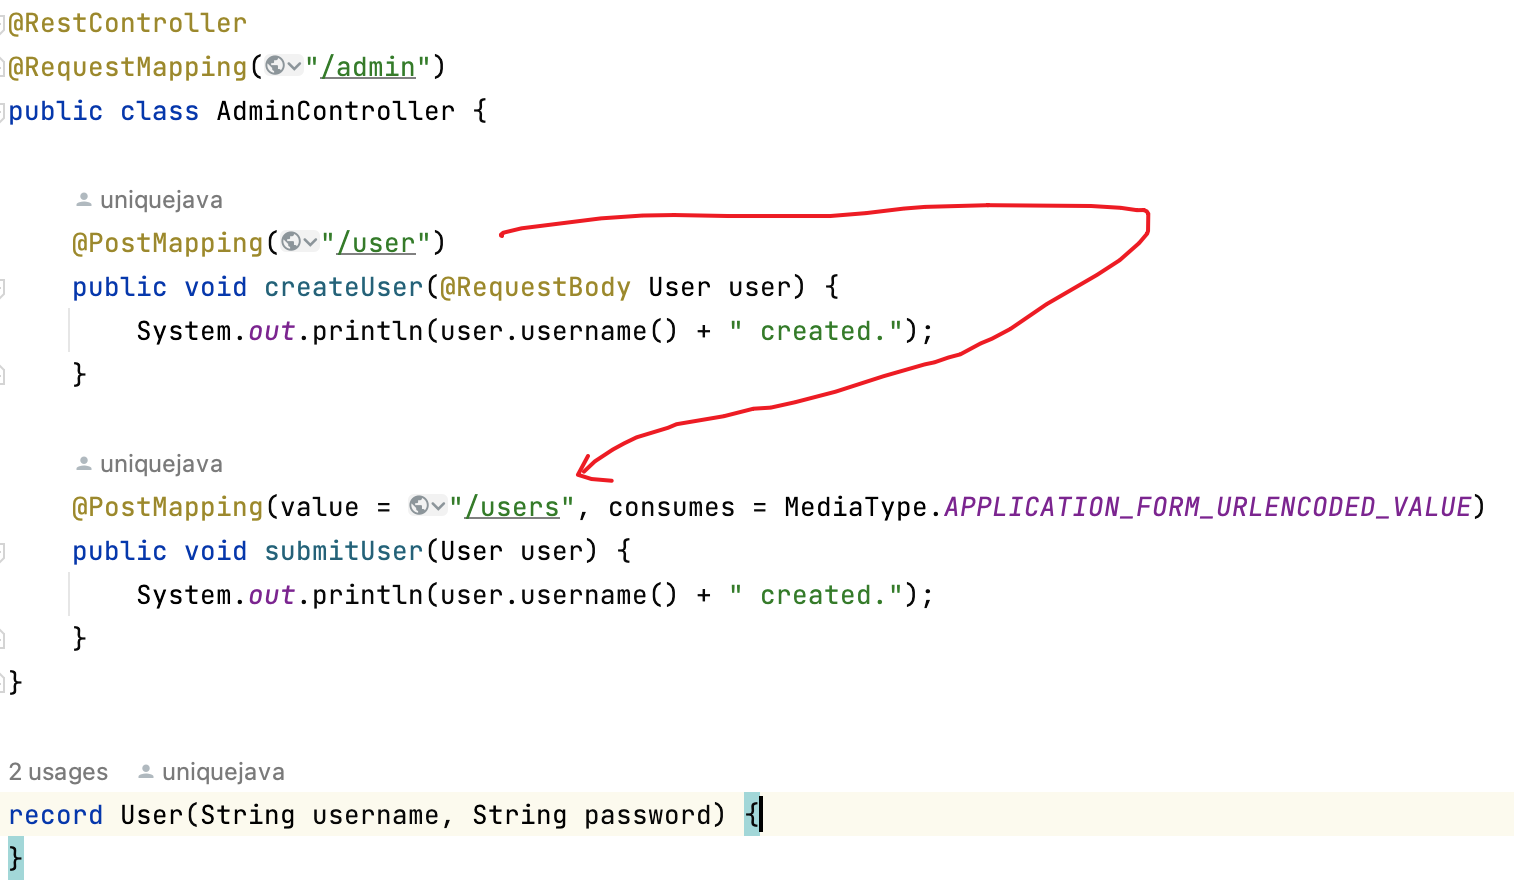 @RestController
@RequestMapping("/admin")
public class AdminController {
uniquejava
@PostMapping("/user")
public void createUser(@RequestBody User user) {
System.out.println(user.username() + " created.");
}
uniquejava
@PostMapping(value = "/users", consumes = MediaType.APPLICATION_FORM_URLENCODED_VALUE)
public void submitUser(User user) {
System.out.println(user.username() + " created.");
}
}
2 usages uniquejava
record User(String username, String password) {
}